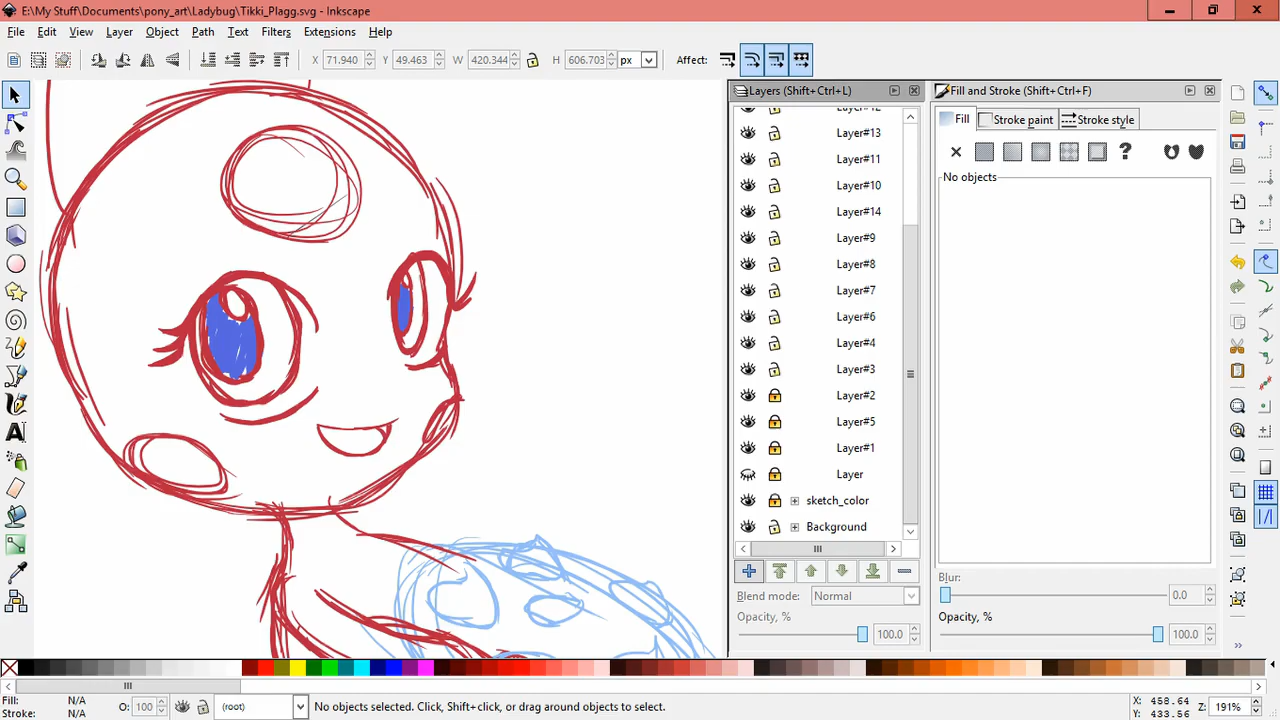 E:\My Stuff\Documents\pony_art\Ladybug\Tikki_Plagg.svg - Inkscape
File Edit View Layer Object Path Text Filters Extensions Help
X 71.940 Y 49.463 W 420.344 H 606.703 px Affect:
Layers (Shift+Ctrl+L)
Fill and Stroke (Shift+Ctrl+F)
Fill Stroke paint Stroke style
?
No objects
Layer#12
Layer#13
Layer#11
Layer#10
Layer#14
Layer#9
Layer#8
Layer#7
Layer#6
Layer#4
Layer#3
Layer#2
Layer#5
Layer#1
Layer
sketch_color
Background
Blend mode: Normal
Opacity, % 100.0
Blur: 0.0
Opacity, % 100.0
Fill: N/A
Stroke: N/A
O: 100
(root)
No objects selected. Click, Shift+click, or drag around objects to select.
X: 458.64
Y: 433.56
Z: 191%